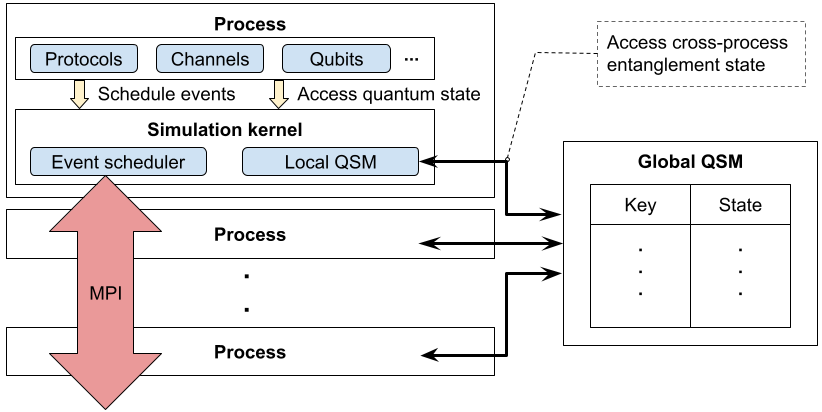 Process
Protocols
Channels
Qubits
...
Schedule events
Access quantum state
Simulation kernel
Event scheduler
Local QSM
Access cross-process
entanglement state
Global QSM
Key
State
Process
MPI
Process